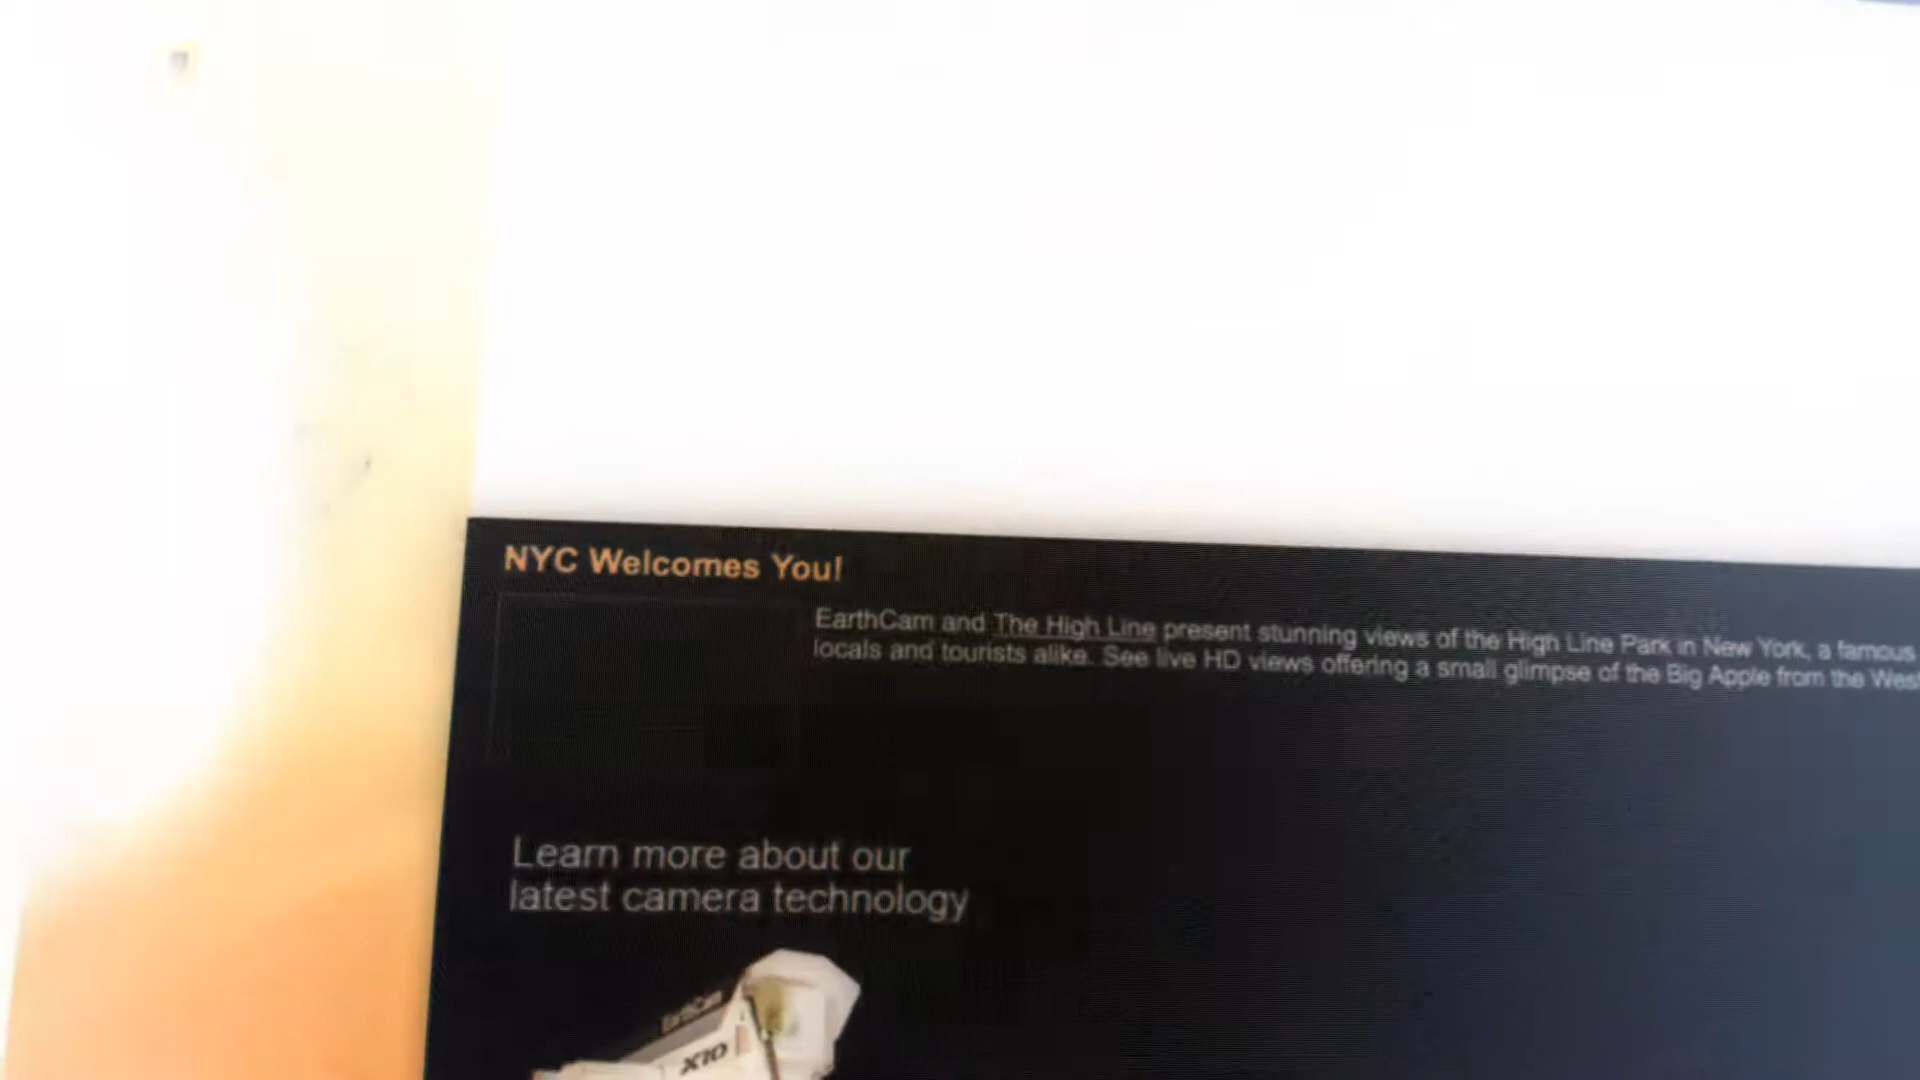 NYC Welcomes You!
EarthCam and The High Line present stunning views of the High Line Park in New York, a famous
locals and tourists alike. See live HD views offering a small glimpse of the Big Apple from the West
Learn more about our
latest camera technology
EarthCam
X10